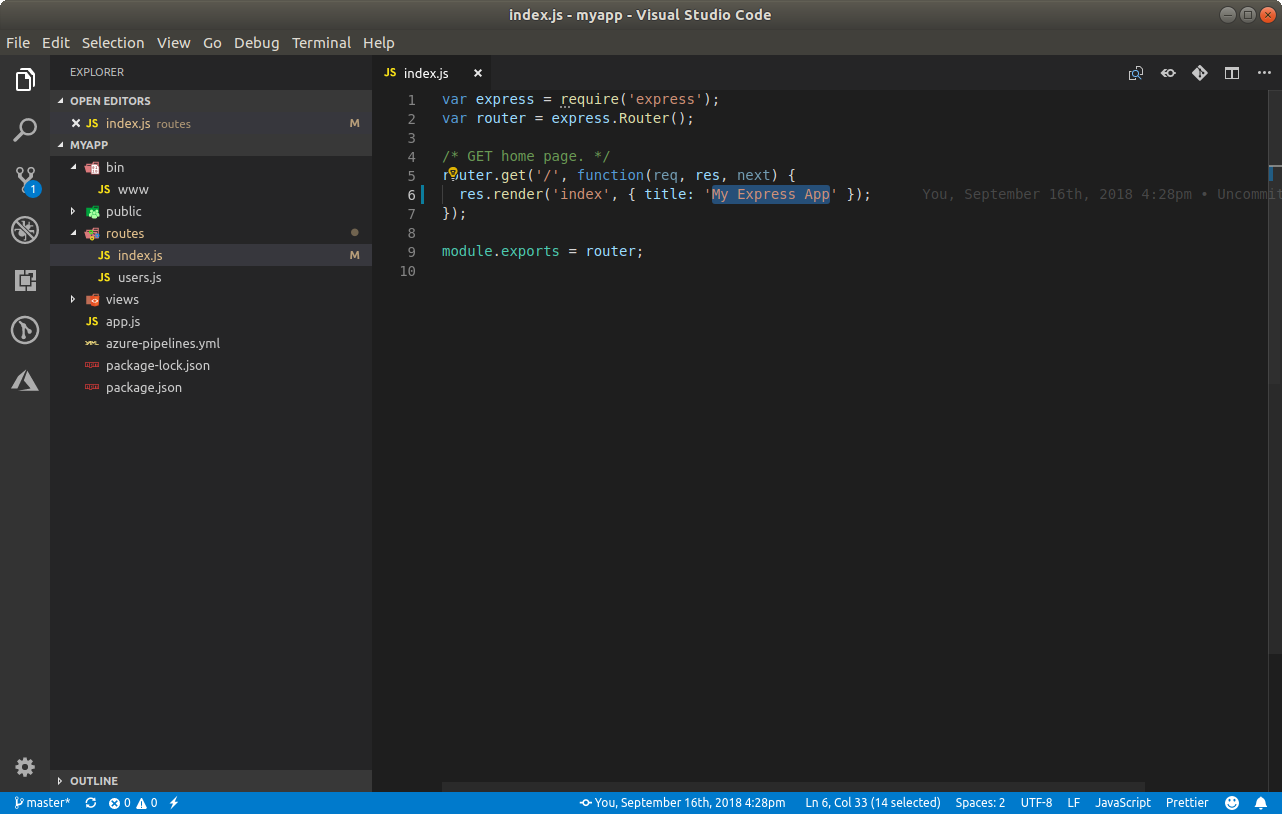 index.js - myapp - Visual Studio Code
File Edit Selection View Go Debug Terminal Help
EXPLORER
OPEN EDITORS
JS index.js routes M
MYAPP
bin
JS www
public
routes
JS index.js M
JS users.js
views
JS app.js
azure-pipelines.yml
package-lock.json
package.json
OUTLINE
1
JS index.js
1 var express = require('express');
2 var router = express.Router();
3
4 /* GET home page. */
5 router.get('/', function(req, res, next) {
6 res.render('index', { title: 'My Express App' }); You, September 16th, 2018 4:28pm • Uncommit
7 });
8
9 module.exports = router;
10
master* 0 0 You, September 16th, 2018 4:28pm Ln 6, Col 33 (14 selected) Spaces: 2 UTF-8 LF JavaScript Prettier